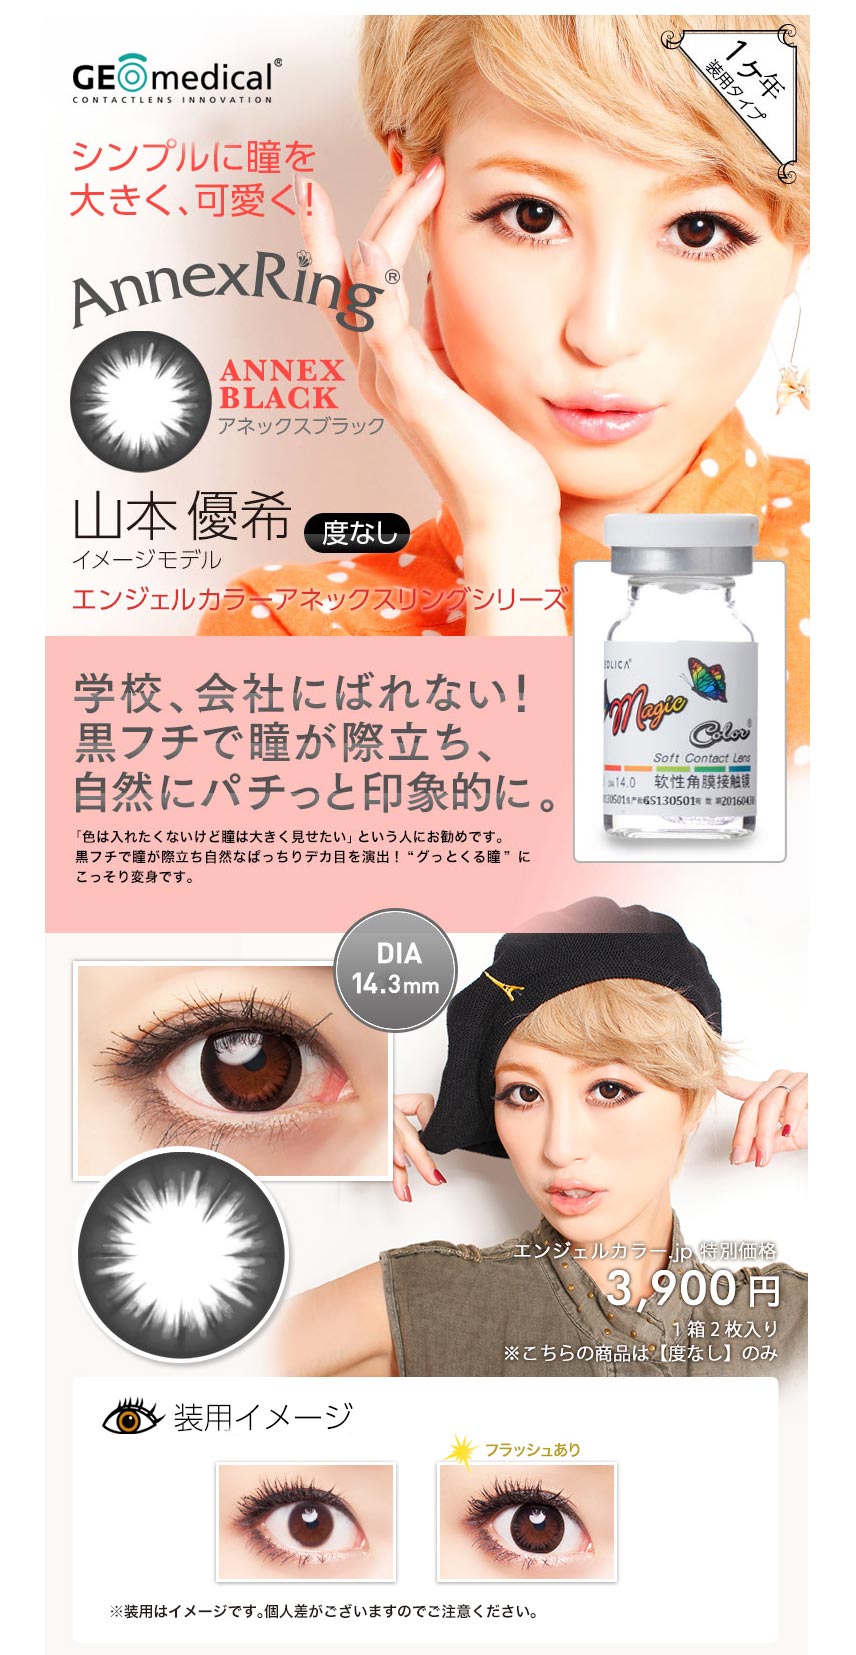 GEOmedical®
CONTACTLENS INNOVATION
1ヶ年
装用タイプ
シンプルに瞳を
大きく、可愛く!
AnnexRing®
ANNEX
BLACK
アネックスブラック
山本 優希
度なし
イメージモデル
エンジェルカラーアネックスリングシリーズ
学校、会社にばれない!
黒フチで瞳が際立ち、
自然にパチっと印象的に。
「色は入れたくないけど瞳は大きく見せたい」という人にお勧めです。
黒フチで瞳が際立ち自然なぱっちりデカ目を演出!“グっとくる瞳”に
こっそり変身です。
Magic
Color®
Soft Contact Lens
14.0 软性角膜接触镜
GS130501
20160430
DIA
14.3mm
エンジェルカラー.jp 特別価格
3,900 円
1箱2枚入り
※こちらの商品は【度なし】のみ
装用イメージ
フラッシュあり
※装用はイメージです。個人差がございますのでご注意ください。